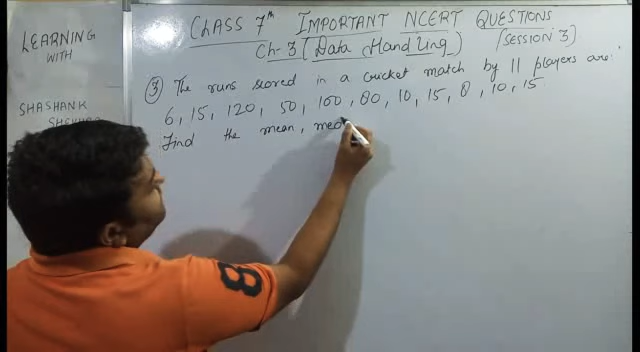 LEARNING
WITH
SHASHANK
CLASS 7th IMPORTANT NCERT QUESTIONS
Ch-3 (Data Handling) (SESSION 3)
③ The runs scored in a cricket match by 11 players are:
6, 15, 120, 50, 100, 80, 10, 15, 8, 10, 15
Find the mean, med
8